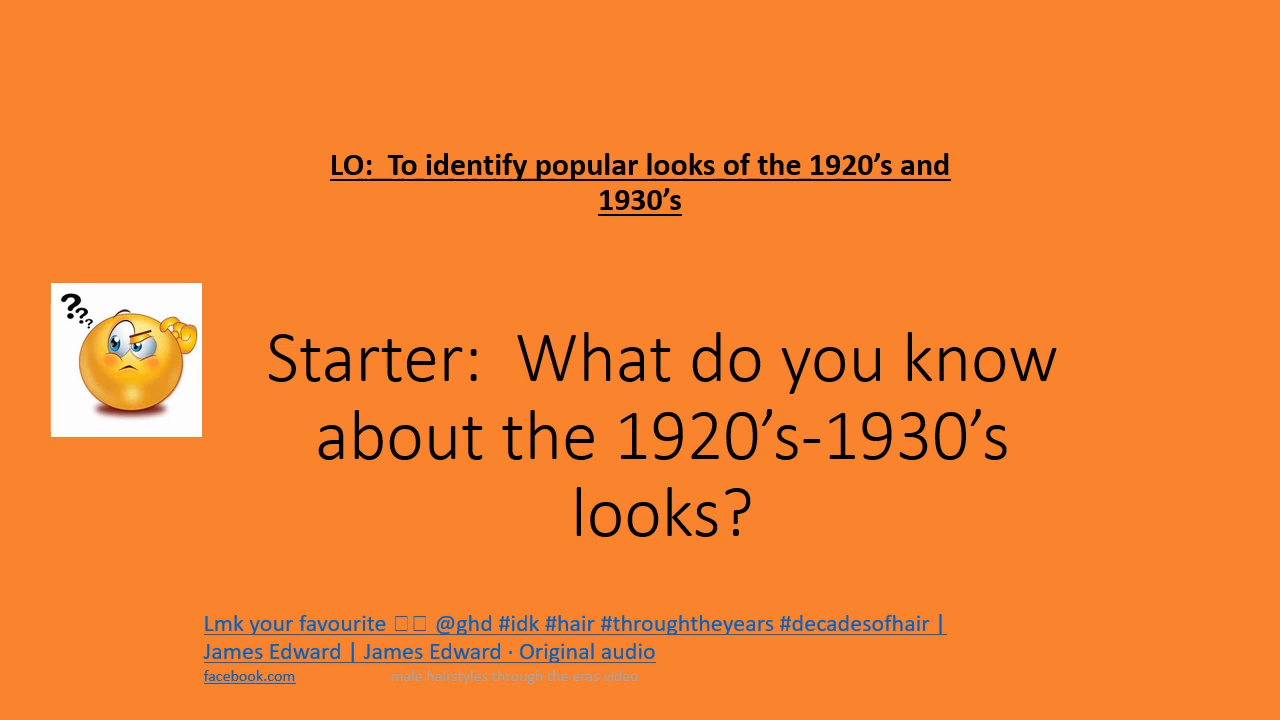 LO:  To identify popular looks of the 1920’s and
1930’s
???
Starter:  What do you know
about the 1920’s-1930’s
looks?
Lmk your favourite □□ @ghd #idk #hair #throughtheyears #decadesofhair |
James Edward | James Edward · Original audio
facebook.com male hairstyles through the eras video